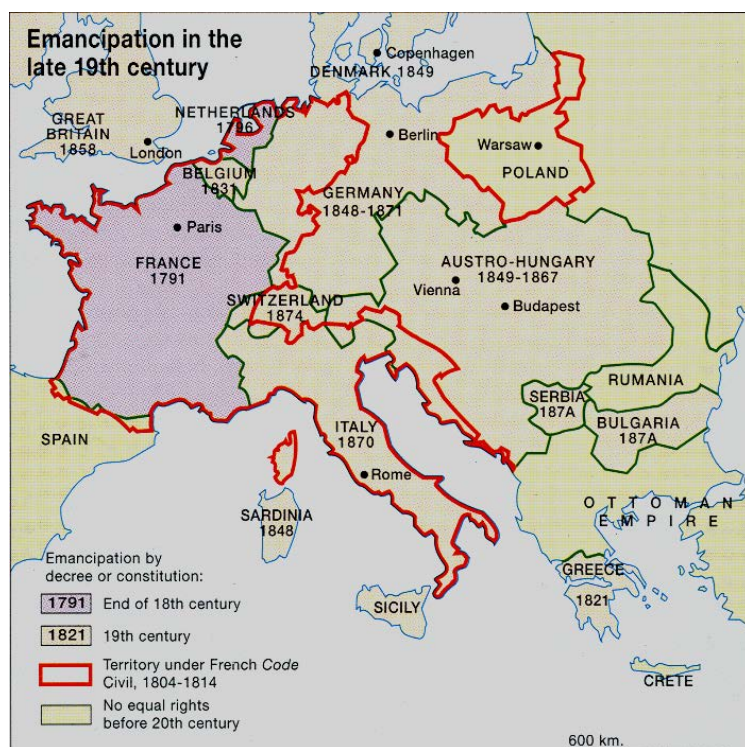 Emancipation in the
late 19th century
Copenhagen
DENMARK 1849
NETHERLANDS
1796
GREAT
BRITAIN
1858
London
Berlin
Warsaw
POLAND
BELGIUM
1831
GERMANY
1848-1871
Paris
FRANCE
1791
AUSTRO-HUNGARY
1849-1867
Vienna
Budapest
SWITZERLAND
1874
RUMANIA
SERBIA
187A
BULGARIA
187A
SPAIN
ITALY
1870
Rome
SARDINIA
1848
OTTOMAN
EMPIRE
GREECE
1821
SICILY
CRETE
Emancipation by
decree or constitution:
1791 End of 18th century
1821 19th century
Territory under French Code
Civil, 1804-1814
No equal rights
before 20th century
600 km.